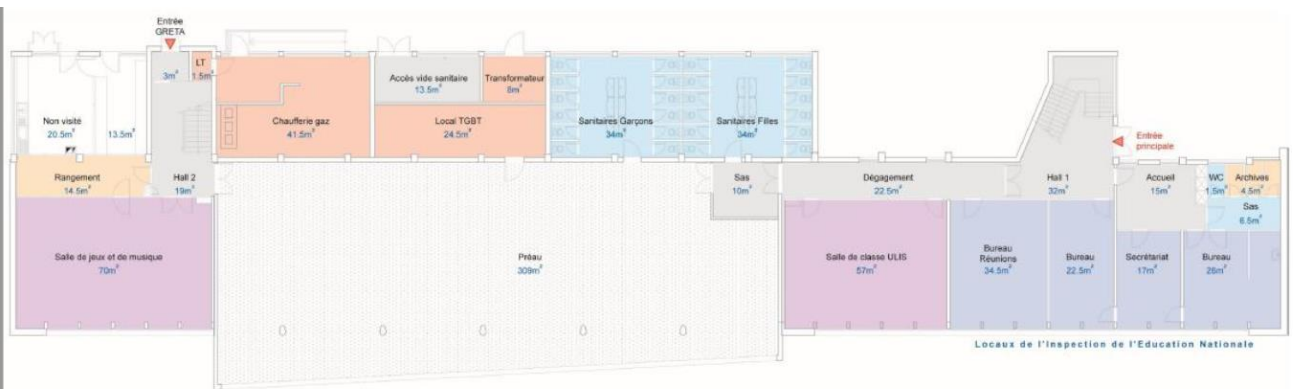 Entrée
GRETA
LT
3m²
1.5m²
Accès vide sanitaire
13.5m²
Transformateur
8m²
Non visité
20.5m²
13.5m²
Chaufferie gaz
41.5m²
Local TGBT
24.5m²
Sanitaires Garçons
34m²
Sanitaires Filles
34m²
Entrée
principale
Rangement
14.5m²
Hall 2
19m²
Sas
10m²
Dégagement
22.5m²
Hall 1
32m²
Accueil
15m²
WC
1.5m²
Archives
4.5m²
Sas
6.5m²
Salle de jeux et de musique
70m²
Préau
309m²
Salle de classe ULIS
57m²
Bureau
Réunions
34.5m²
Bureau
22.5m²
Secrétariat
17m²
Bureau
26m²
Locaux de l'Inspection de l'Education Nationale